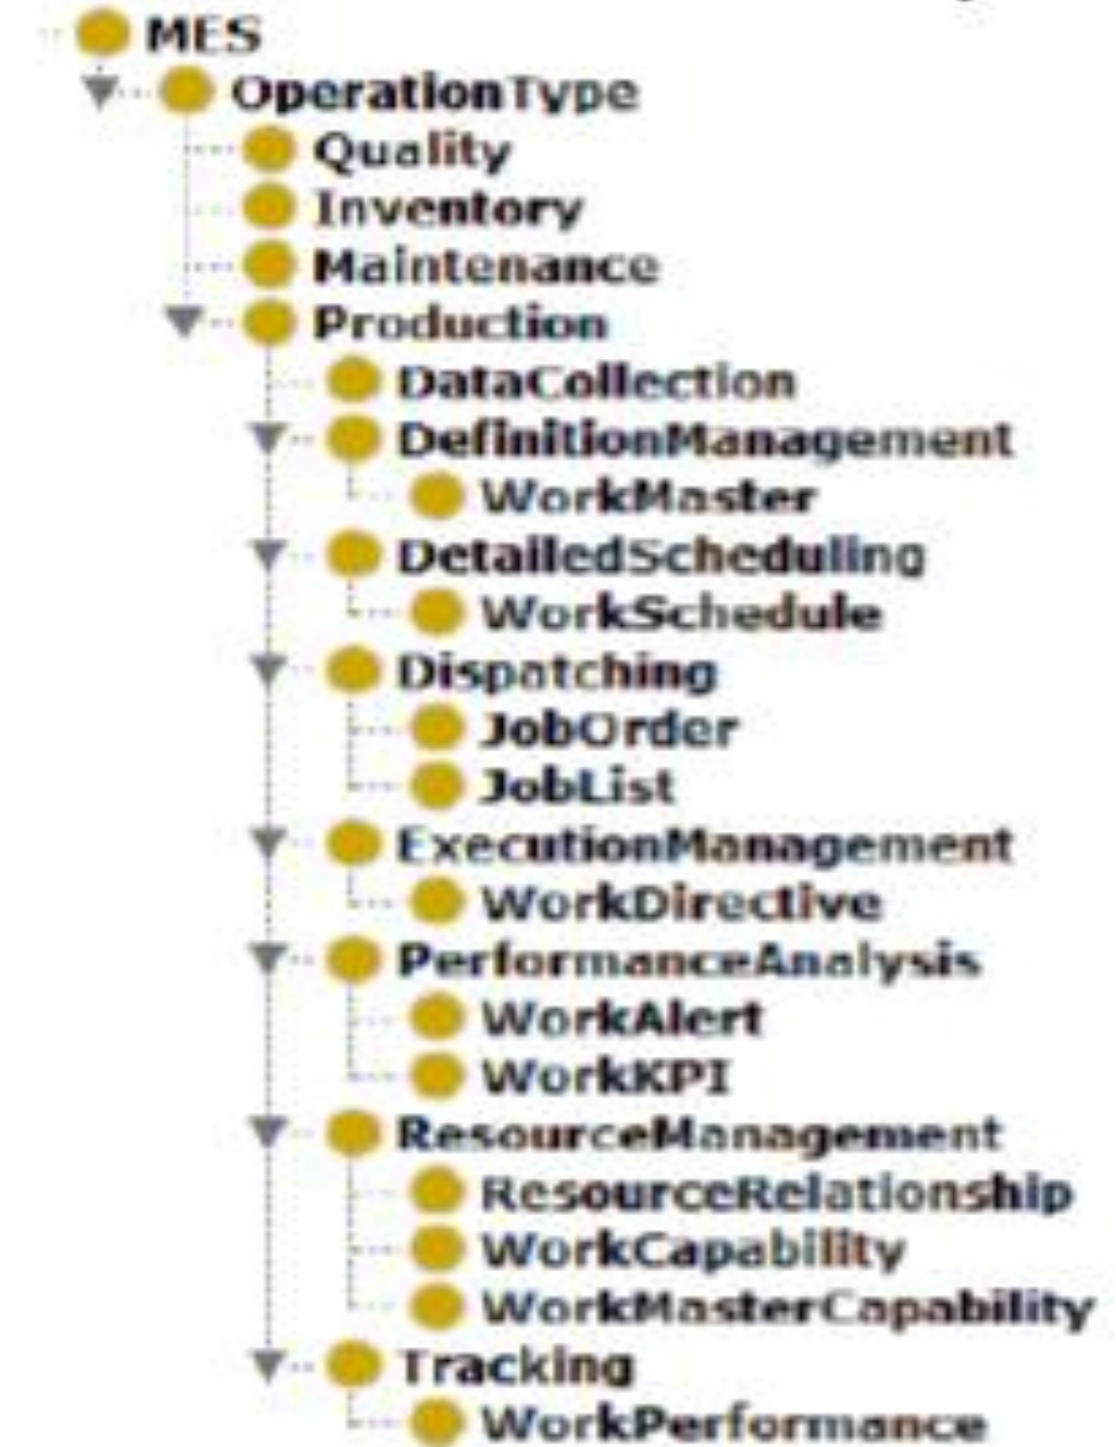 MES
OperationType
Quality
Inventory
Maintenance
Production
DataCollection
DefinitionManagement
WorkMaster
DetailedScheduling
WorkSchedule
Dispatching
JobOrder
JobList
ExecutionManagement
WorkDirective
PerformanceAnalysis
WorkAlert
WorkKPI
ResourceManagement
ResourceRelationship
WorkCapability
WorkMasterCapability
Tracking
WorkPerformance